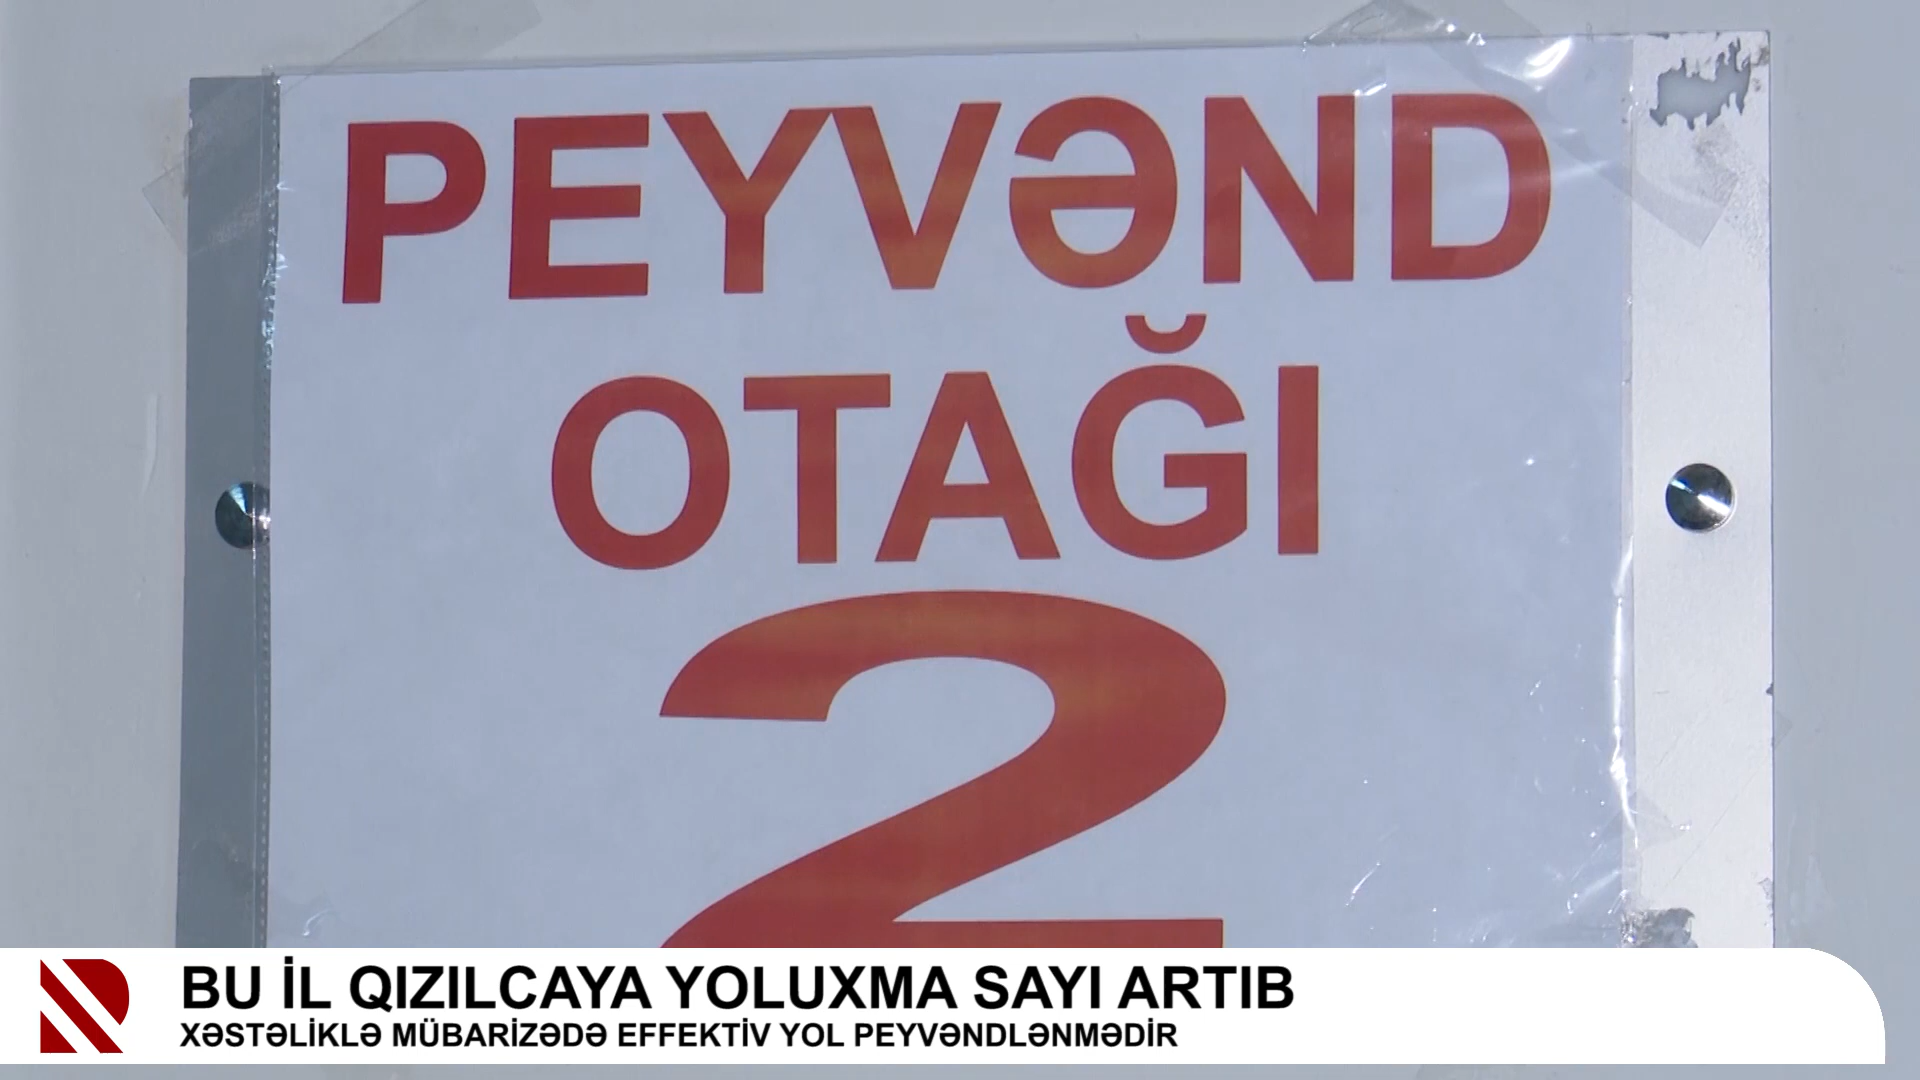 PEYVƏND
OTAĞI
2
BU İL QIZILCAYA YOLUXMA SAYI ARTIB
XƏSTƏLİKLƏ MÜBARİZƏDƏ EFFEKTİV YOL PEYVƏNDLƏNMƏDİR